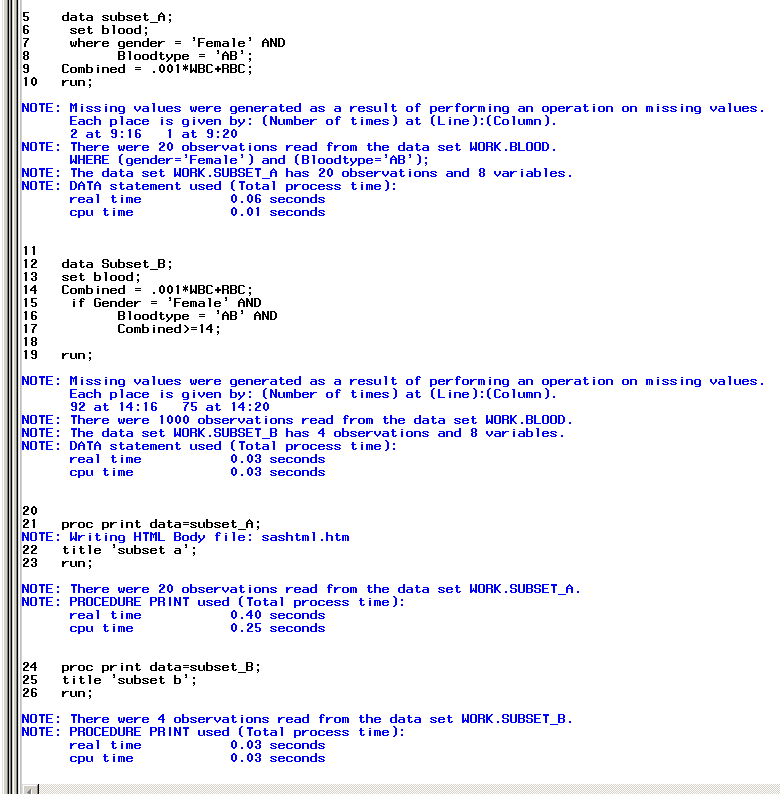 5    data subset_A;
6     set blood;
7     where gender = 'Female' AND
8           Bloodtype = 'AB';
9    Combined = .001*WBC+RBC;
10   run;
NOTE: Missing values were generated as a result of performing an operation on missing values.
      Each place is given by: (Number of times) at (Line):(Column).
      2 at 9:16   1 at 9:20
NOTE: There were 20 observations read from the data set WORK.BLOOD.
      WHERE (gender='Female') and (Bloodtype='AB');
NOTE: The data set WORK.SUBSET_A has 20 observations and 8 variables.
NOTE: DATA statement used (Total process time):
      real time           0.06 seconds
      cpu time            0.01 seconds
11
12   data Subset_B;
13   set blood;
14   Combined = .001*WBC+RBC;
15    if Gender = 'Female' AND
16          Bloodtype = 'AB' AND
17          Combined>=14;
18
19   run;
NOTE: Missing values were generated as a result of performing an operation on missing values.
      Each place is given by: (Number of times) at (Line):(Column).
      92 at 14:16   75 at 14:20
NOTE: There were 1000 observations read from the data set WORK.BLOOD.
NOTE: The data set WORK.SUBSET_B has 4 observations and 8 variables.
NOTE: DATA statement used (Total process time):
      real time           0.03 seconds
      cpu time            0.03 seconds
20
21   proc print data=subset_A;
NOTE: Writing HTML Body file: sashtml.htm
22   title 'subset a';
23   run;
NOTE: There were 20 observations read from the data set WORK.SUBSET_A.
NOTE: PROCEDURE PRINT used (Total process time):
      real time           0.40 seconds
      cpu time            0.25 seconds
24   proc print data=subset_B;
25   title 'subset b';
26   run;
NOTE: There were 4 observations read from the data set WORK.SUBSET_B.
NOTE: PROCEDURE PRINT used (Total process time):
      real time           0.03 seconds
      cpu time            0.03 seconds